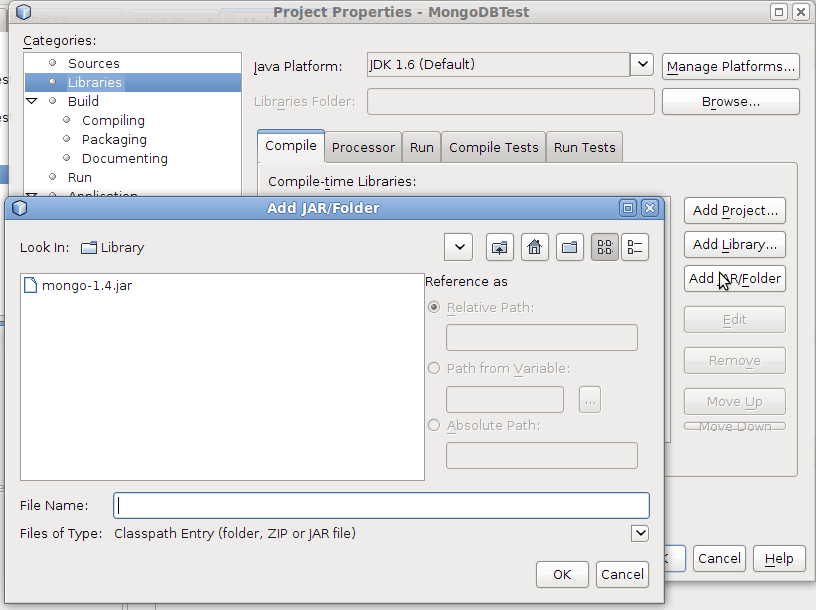 Project Properties - MongoDBTest
Categories:
Sources
Libraries
Build
Compiling
Packaging
Documenting
Run
Application
Java Platform: JDK 1.6 (Default) Manage Platforms...
Libraries Folder: Browse...
Compile Processor Run Compile Tests Run Tests
Compile-time Libraries:
Add Project...
Add Library...
Add JAR/Folder
Edit
Remove
Move Up
Move Down
Cancel Help
Add JAR/Folder
Look In: Library
mongo-1.4.jar
Reference as
Relative Path:
Path from Variable:
...
Absolute Path:
File Name:
Files of Type: Classpath Entry (folder, ZIP or JAR file)
OK Cancel